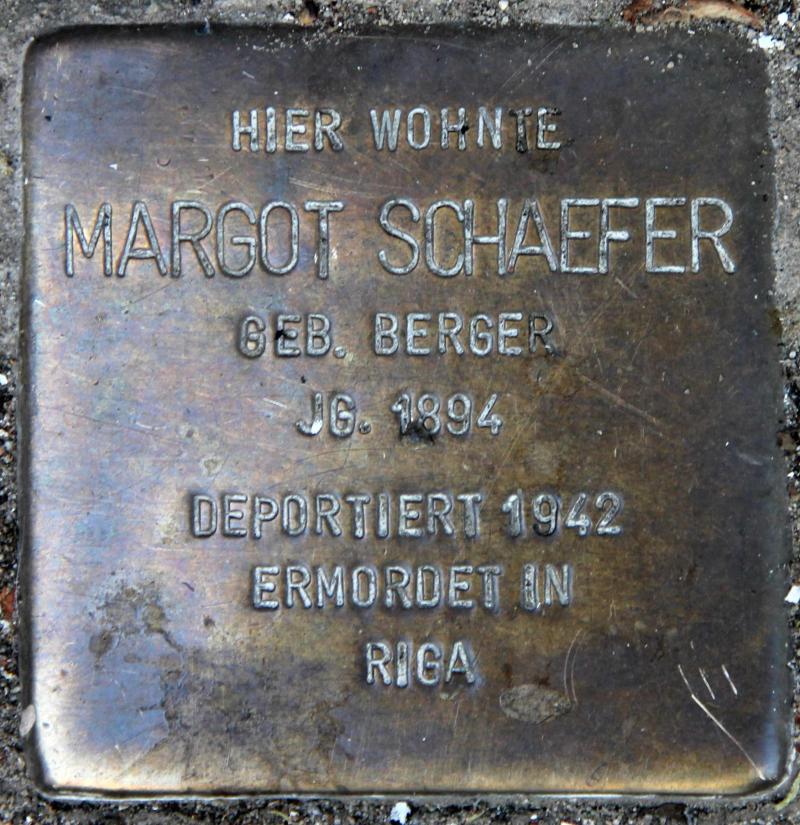 HIER WOHNTE
MARGOT SCHAEFER
GEB. BERGER
JG. 1894
DEPORTIERT 1942
ERMORDET IN
RIGA